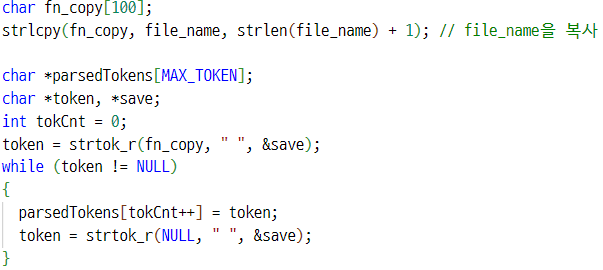 char fn_copy[100];
strlcpy(fn_copy, file_name, strlen(file_name) + 1); // file_name을 복사
char *parsedTokens[MAX_TOKEN];
char *token, *save;
int tokCnt = 0;
token = strtok_r(fn_copy, " ", &save);
while (token != NULL)
{
parsedTokens[tokCnt++] = token;
token = strtok_r(NULL, " ", &save);
}